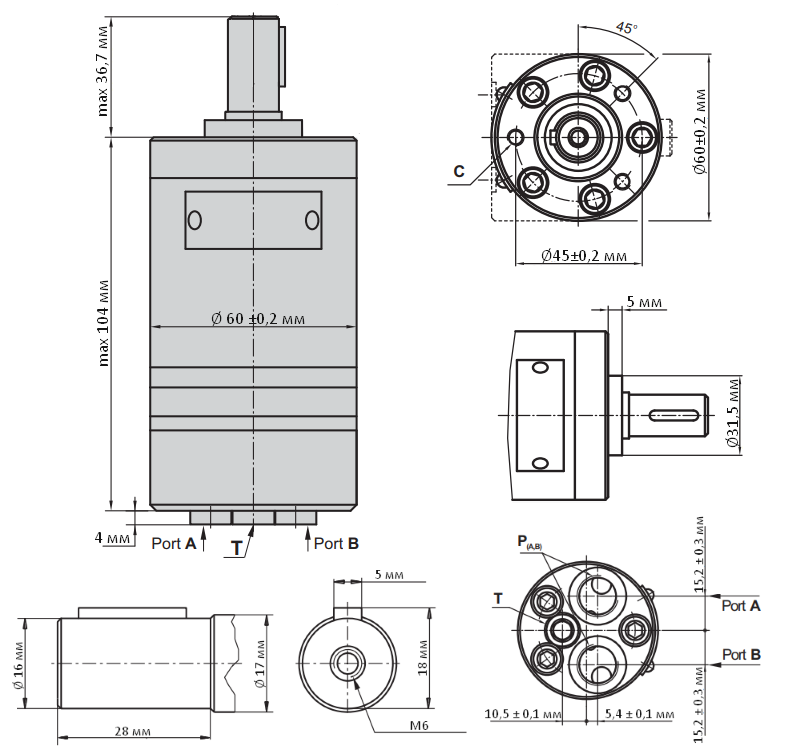 max 36,7 мм
max 104 мм
Ø 60 ±0,2 мм
4 мм
Port A
T
Port B
45°
C
Ø60±0,2 мм
Ø45±0,2 мм
5 мм
Ø31,5 мм
P(A,B)
T
15,2 ± 0,3 мм
Port A
Port B
15,2 ± 0,3 мм
10,5 ± 0,1 мм
5,4 ± 0,1 мм
Ø 16 мм
Ø 17 мм
28 мм
5 мм
18 мм
M6